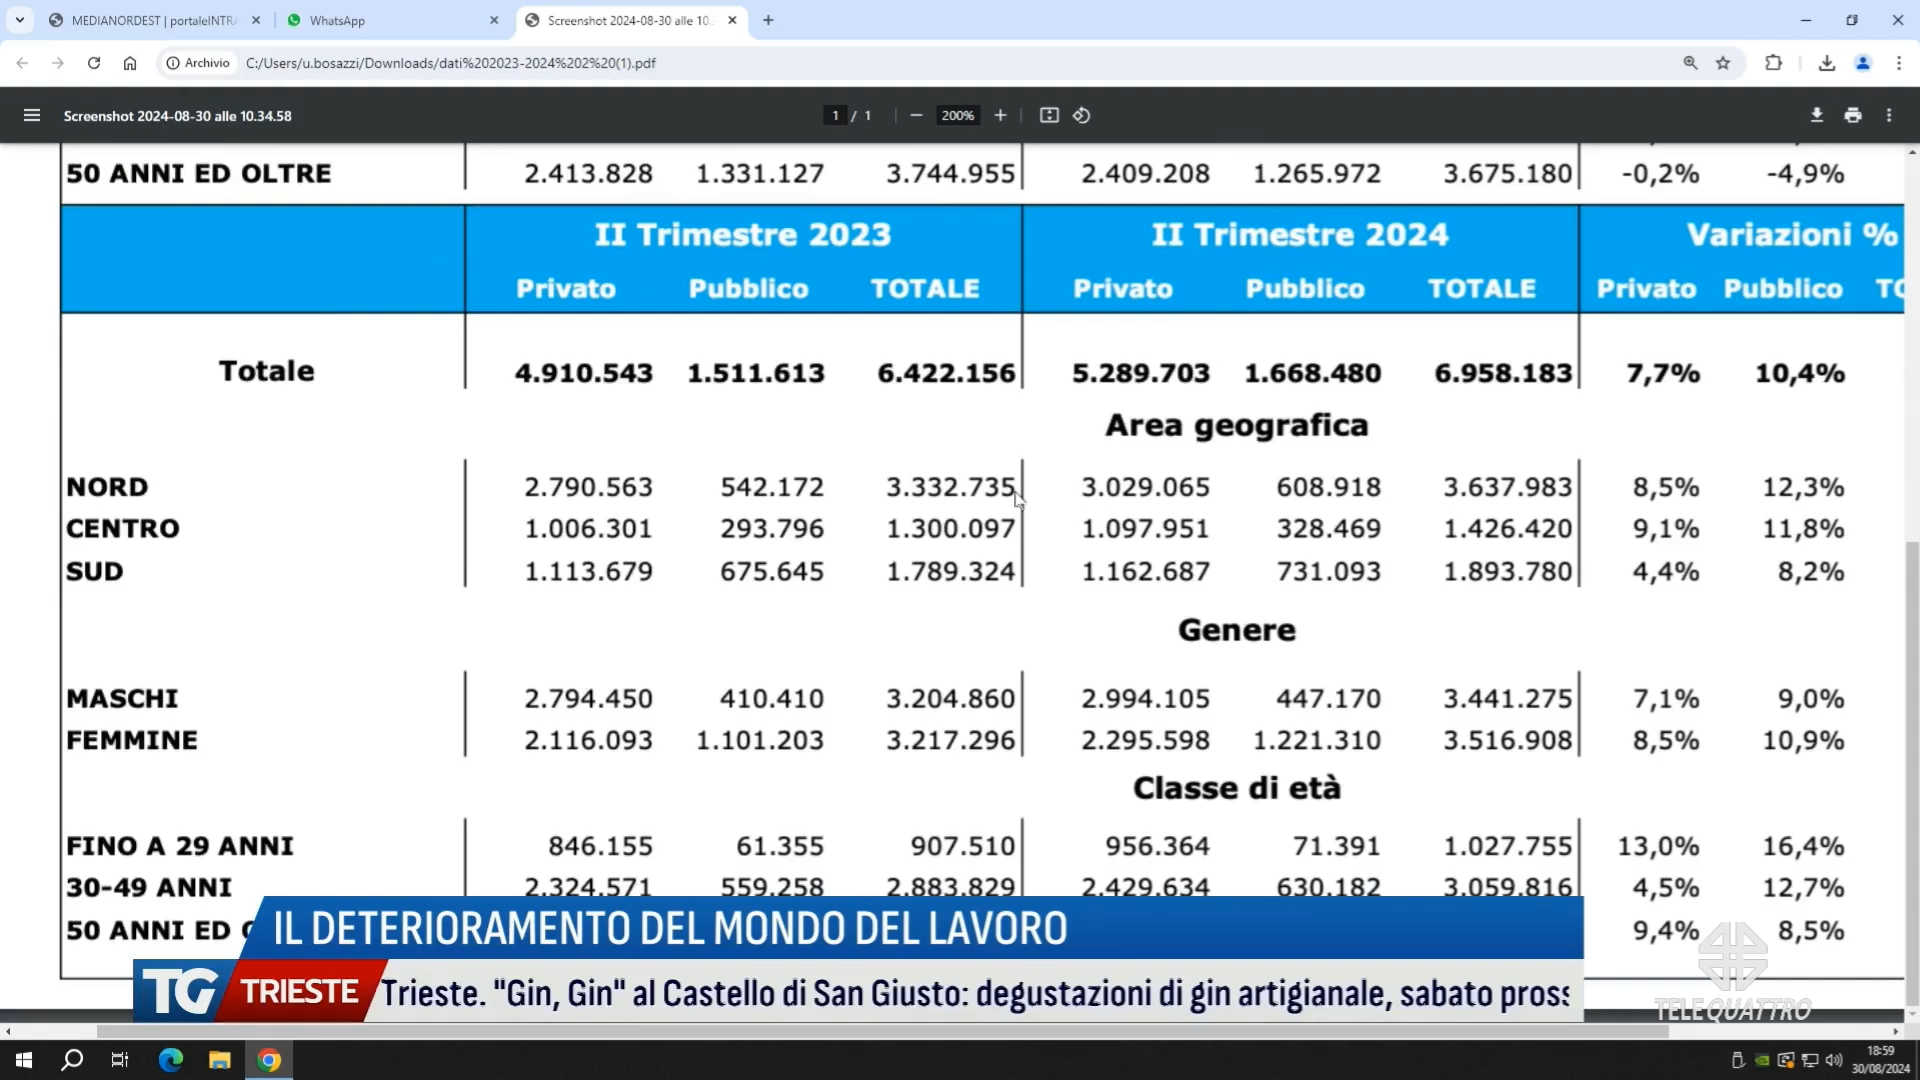 MEDIANORDEST | portaleINTRA
WhatsApp
Screenshot 2024-08-30 alle 10.
Archivio
C:/Users/u.bosazzi/Downloads/dati%202023-2024%202%20(1).pdf
Screenshot 2024-08-30 alle 10.34.58
1 / 1
200%
50 ANNI ED OLTRE 2.413.828 1.331.127 3.744.955 2.409.208 1.265.972 3.675.180 -0,2% -4,9%
II Trimestre 2023 II Trimestre 2024 Variazioni %
Privato Pubblico TOTALE Privato Pubblico TOTALE Privato Pubblico TO
Totale 4.910.543 1.511.613 6.422.156 5.289.703 1.668.480 6.958.183 7,7% 10,4%
Area geografica
NORD 2.790.563 542.172 3.332.735 3.029.065 608.918 3.637.983 8,5% 12,3%
CENTRO 1.006.301 293.796 1.300.097 1.097.951 328.469 1.426.420 9,1% 11,8%
SUD 1.113.679 675.645 1.789.324 1.162.687 731.093 1.893.780 4,4% 8,2%
Genere
MASCHI 2.794.450 410.410 3.204.860 2.994.105 447.170 3.441.275 7,1% 9,0%
FEMMINE 2.116.093 1.101.203 3.217.296 2.295.598 1.221.310 3.516.908 8,5% 10,9%
Classe di età
FINO A 29 ANNI 846.155 61.355 907.510 956.364 71.391 1.027.755 13,0% 16,4%
30-49 ANNI 2.324.571 559.258 2.883.829 2.429.634 630.182 3.059.816 4,5% 12,7%
50 ANNI ED O 9,4% 8,5%
IL DETERIORAMENTO DEL MONDO DEL LAVORO
TG TRIESTE Trieste. "Gin, Gin" al Castello di San Giusto: degustazioni di gin artigianale, sabato pross
TELEQUATTRO
18:59
30/08/2024